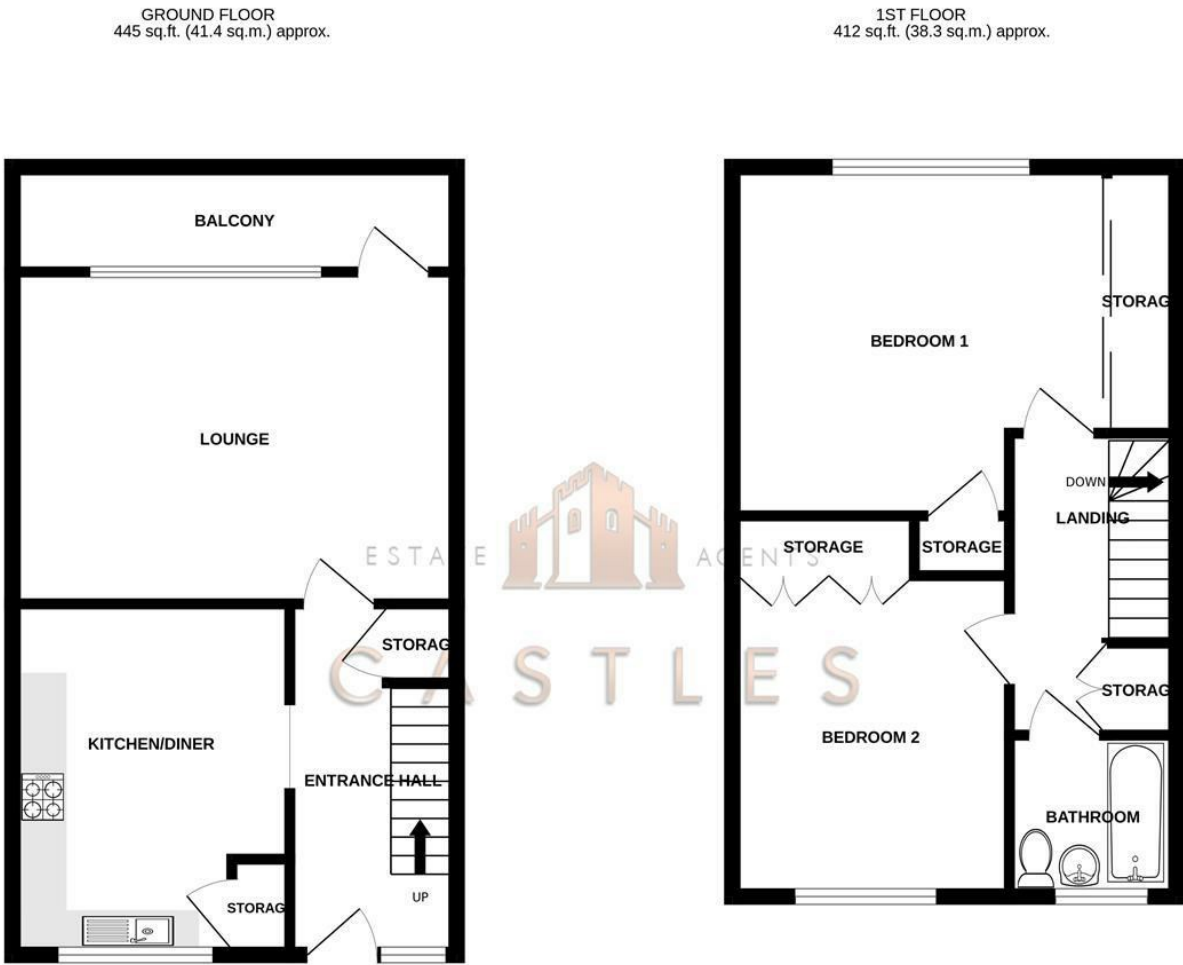 GROUND FLOOR
445 sq.ft. (41.4 sq.m.) approx.
BALCONY
LOUNGE
STORAG
KITCHEN/DINER
ENTRANCE HALL
STORAG
UP
1ST FLOOR
412 sq.ft. (38.3 sq.m.) approx.
STORAG
BEDROOM 1
DOWN
LANDING
STORAGE
STORAGE
STORAG
BEDROOM 2
BATHROOM
ESTATE AGENTS
CASTLES